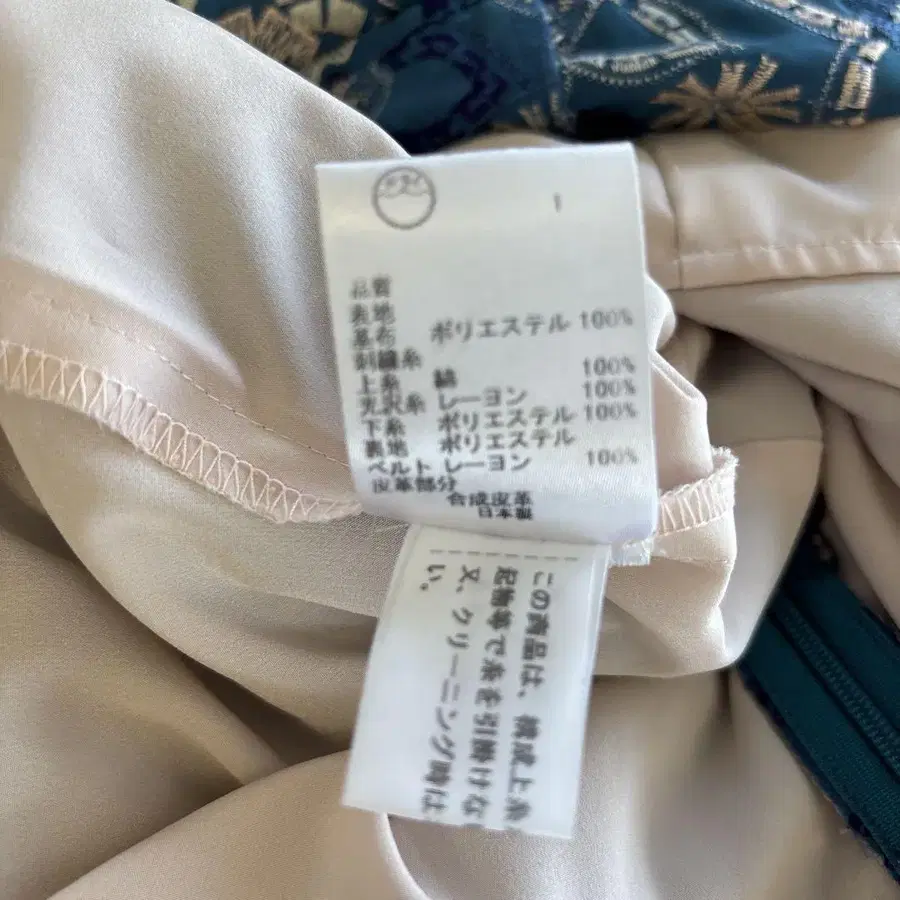 1
品質
表地
基布 ポリエステル 100%
刺繍糸
上糸 綿 100%
光沢糸 レーヨン 100%
下糸 ポリエステル 100%
裏地 ポリエステル
ベルト レーヨン 100%
皮革部分
合成皮革
日本製
この商品は、構成上糸
起物等で糸を引掛けな
又、クリーニング時は
い。